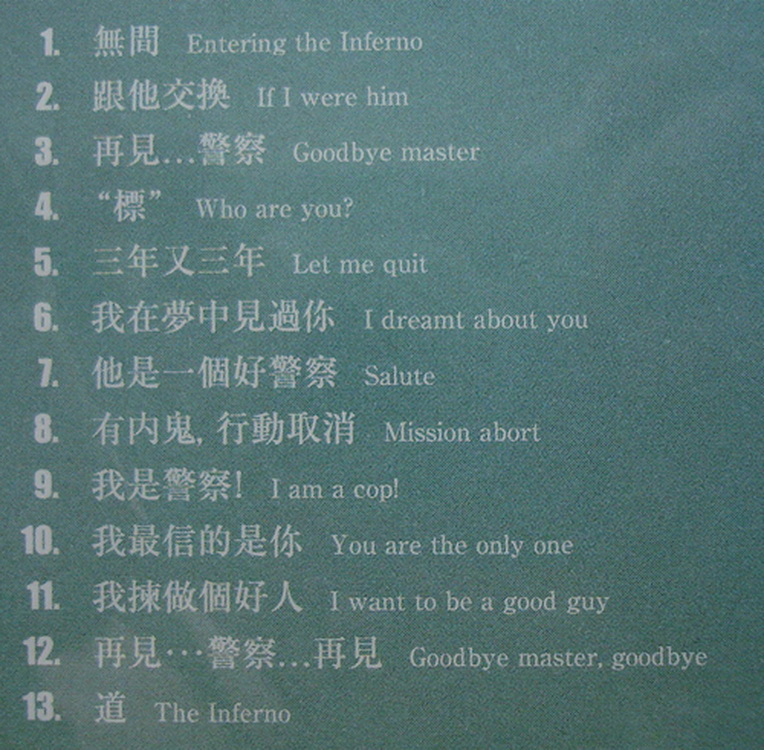 1. 無間 Entering the Inferno
2. 跟他交換 If I were him
3. 再見...警察 Goodbye master
4. “標” Who are you?
5. 三年又三年 Let me quit
6. 我在夢中見過你 I dreamt about you
7. 他是一個好警察 Salute
8. 有內鬼, 行動取消 Mission abort
9. 我是警察! I am a cop!
10. 我最信的是你 You are the only one
11. 我揀做個好人 I want to be a good guy
12. 再見···警察...再見 Goodbye master, goodbye
13. 道 The Inferno